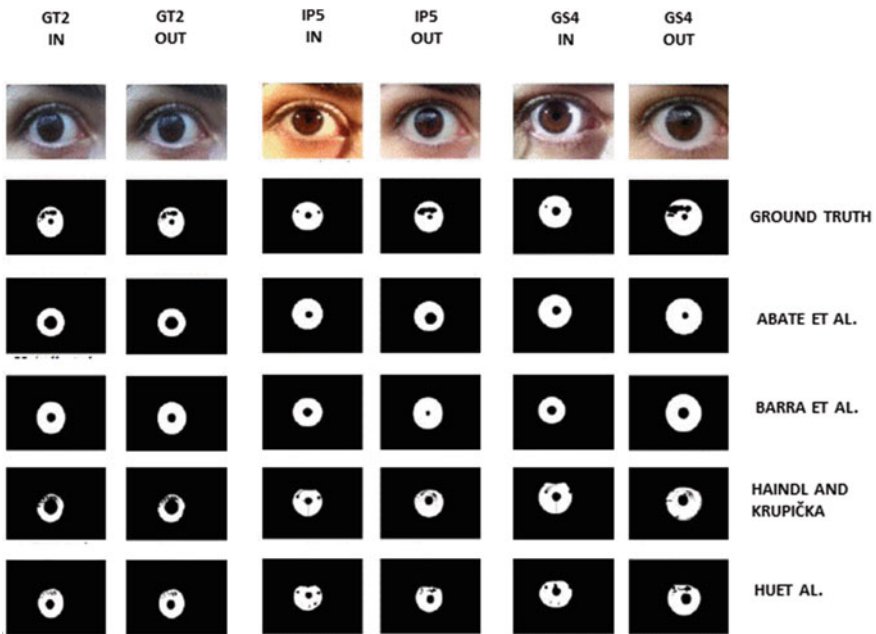 GT2 IN
GT2 OUT
IP5 IN
IP5 OUT
GS4 IN
GS4 OUT
GROUND TRUTH
ABATE ET AL.
BARRA ET AL.
HAINDL AND
KRUPIČKA
HUET AL.